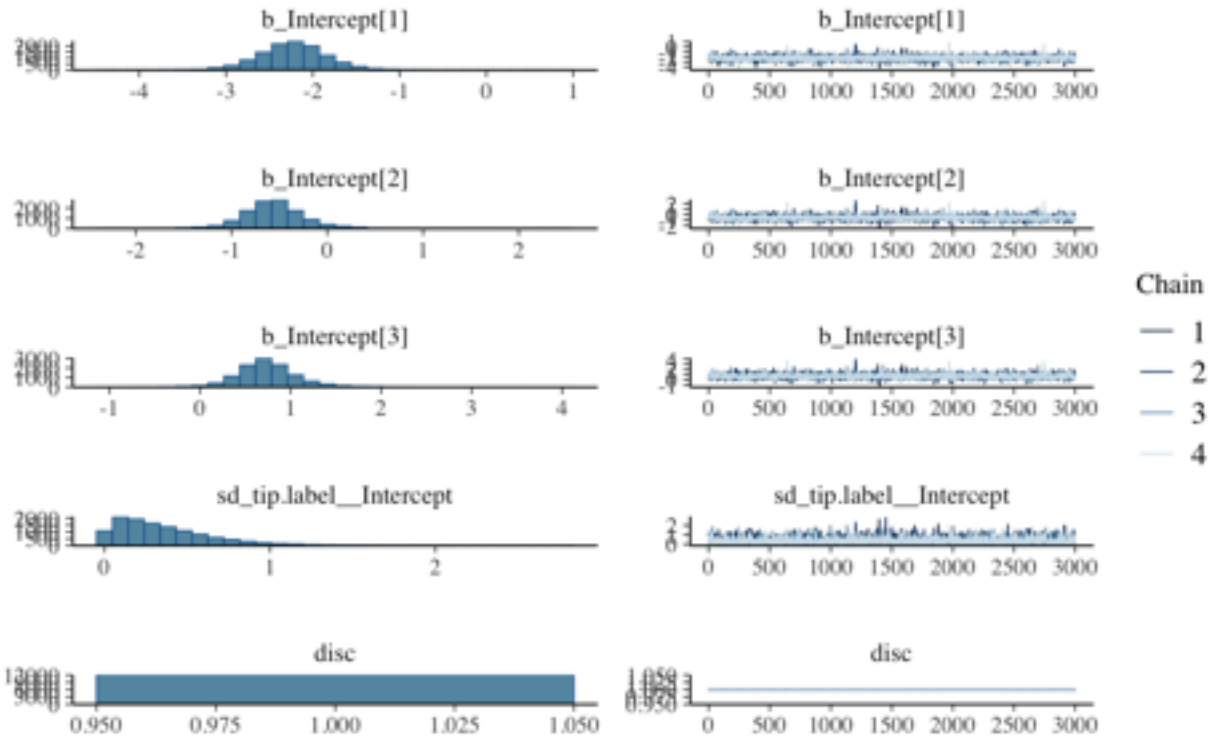 b_Intercept[1]
b_Intercept[1]
-4 -3 -2 -1 0 1
0 500 1000 1500 2000 2500 3000
b_Intercept[2]
b_Intercept[2]
-2 -1 0 1 2
0 500 1000 1500 2000 2500 3000
b_Intercept[3]
b_Intercept[3]
-1 0 1 2 3 4
0 500 1000 1500 2000 2500 3000
sd_tip.label__Intercept
sd_tip.label__Intercept
0 1 2
0 500 1000 1500 2000 2500 3000
disc
disc
0.950 0.975 1.000 1.025 1.050
0 500 1000 1500 2000 2500 3000
Chain
1
2
3
4